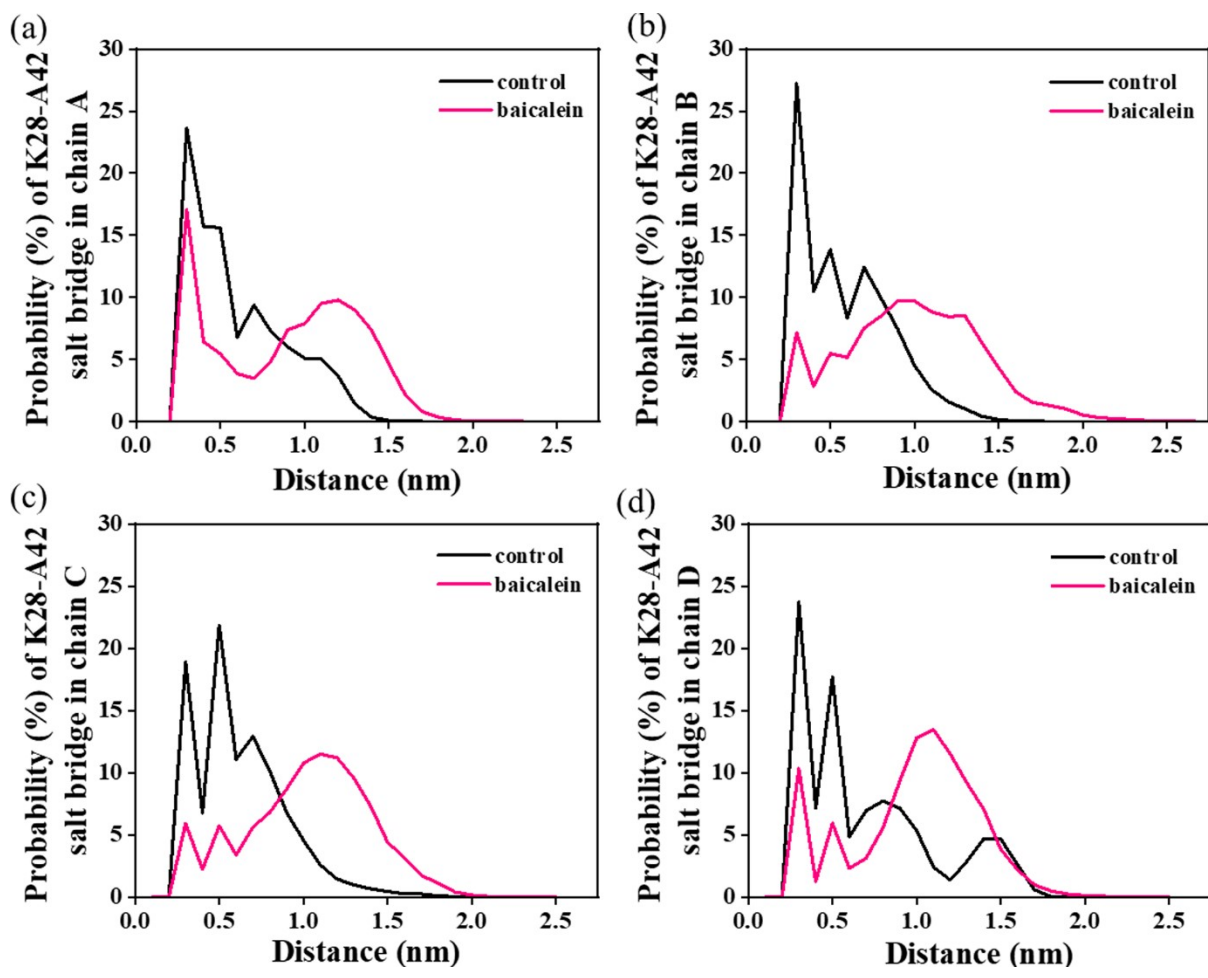 (a)
Probability (%) of K28-A42
salt bridge in chain A
30
25
20
15
10
5
0
control
baicalein
0.0 0.5 1.0 1.5 2.0 2.5
Distance (nm)
(b)
Probability (%) of K28-A42
salt bridge in chain B
30
25
20
15
10
5
0
control
baicalein
0.0 0.5 1.0 1.5 2.0 2.5
Distance (nm)
(c)
Probability (%) of K28-A42
salt bridge in chain C
30
25
20
15
10
5
0
control
baicalein
0.0 0.5 1.0 1.5 2.0 2.5
Distance (nm)
(d)
Probability (%) of K28-A42
salt bridge in chain D
30
25
20
15
10
5
0
control
baicalein
0.0 0.5 1.0 1.5 2.0 2.5
Distance (nm)